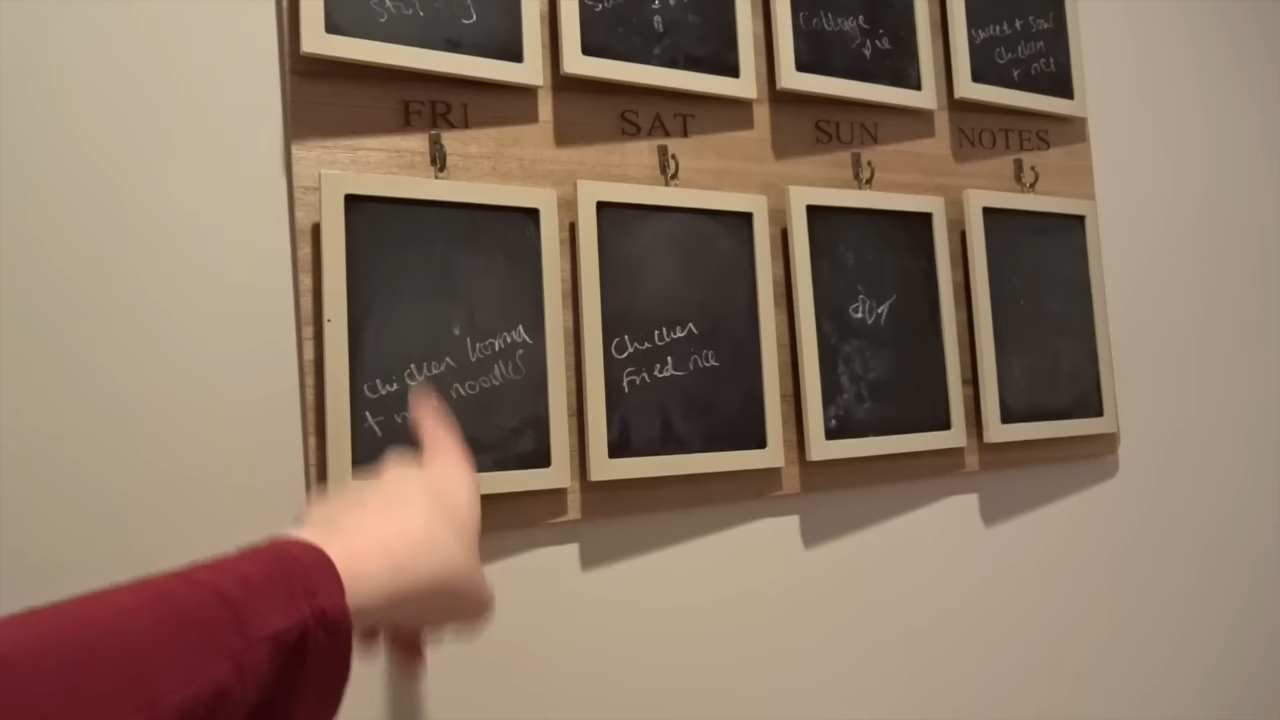 Cottage
Pie
Sweet + Sour
Chicken
+ rice
FRI
SAT
SUN
NOTES
Chicken korma
+ noodles
Chicken
Fried rice
OUT